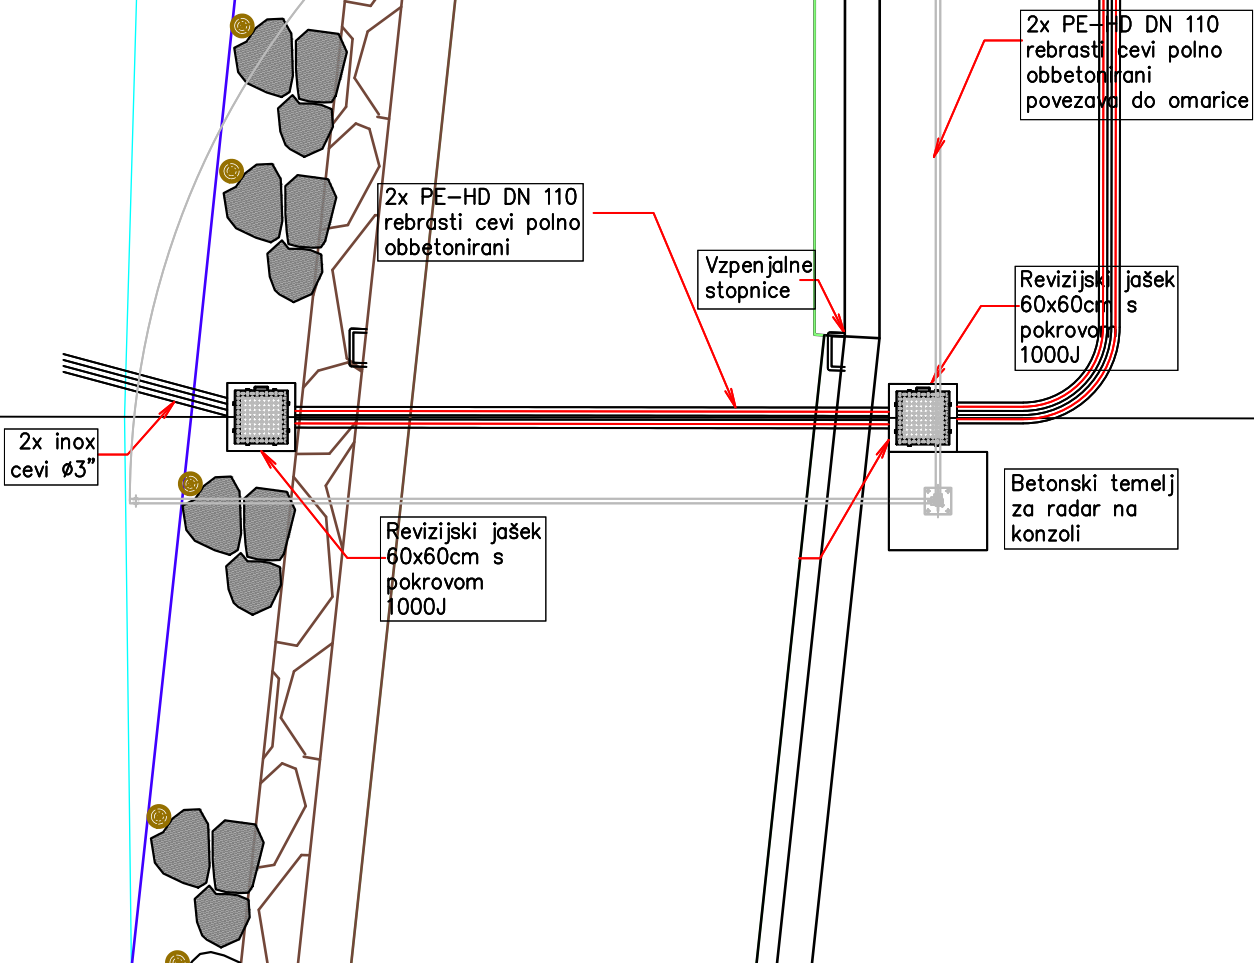 2x PE-HD DN 110
rebrasti cevi polno
obbetonirani
povezava do omarice
2x PE-HD DN 110
rebrasti cevi polno
obbetonirani
Vzpenjalne
stopnice
Revizijski jašek
60x60cm s
pokrovom
1000J
2x inox
cevi ø3"
Revizijski jašek
60x60cm s
pokrovom
1000J
Betonski temelj
za radar na
konzoli